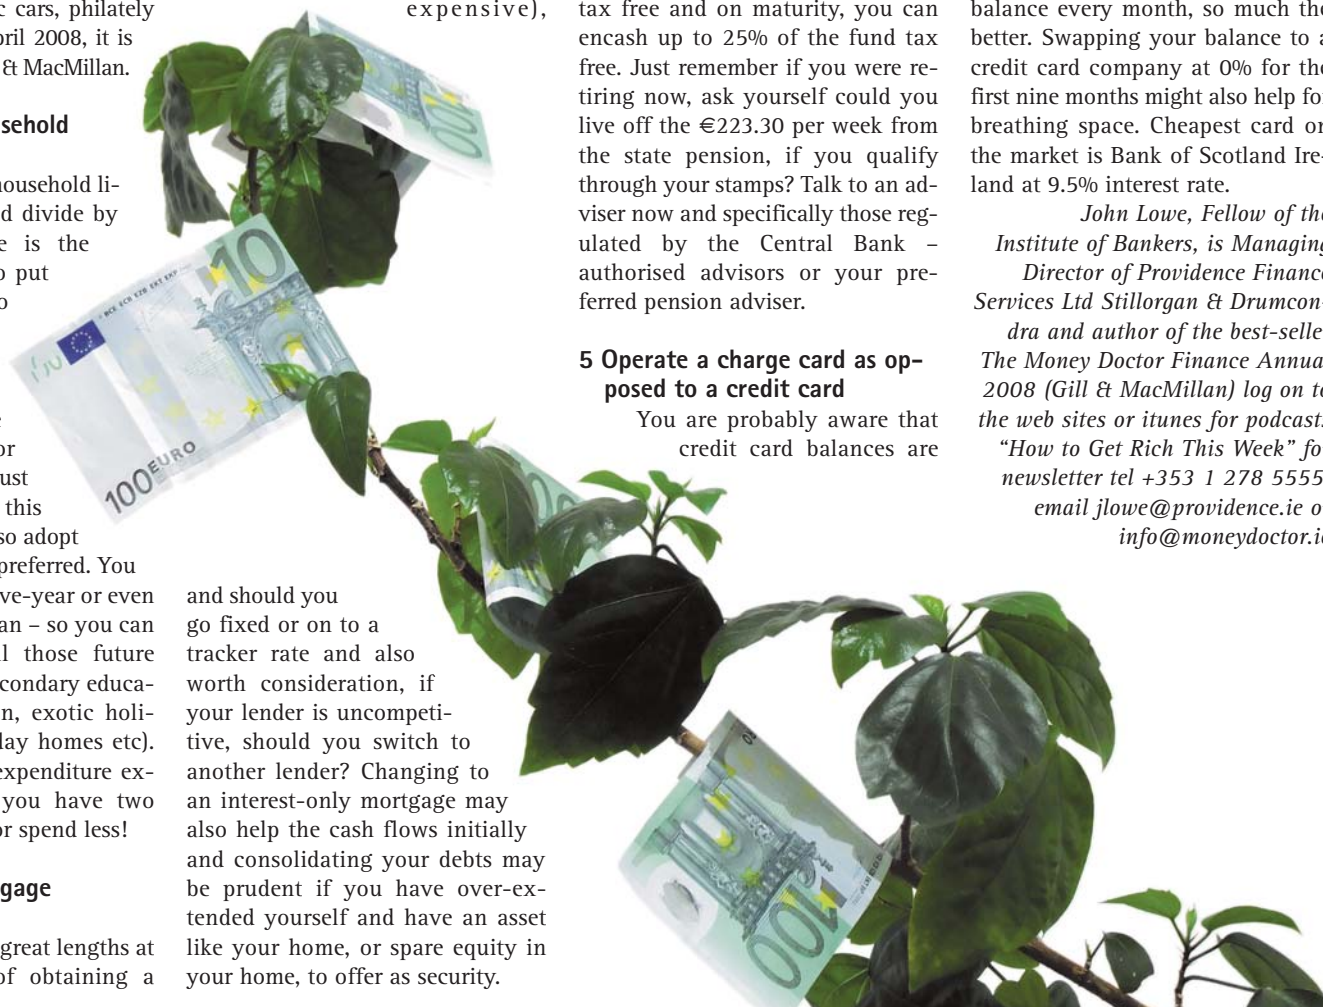 c cars, philately
pril 2008, it is
& MacMillan.
sehold
household li-
d divide by
e is the
o put
o
or
ust
this
so adopt
preferred. You
ve-year or even
an – so you can
l those future
condary educa-
n, exotic holi-
day homes etc).
expenditure ex-
you have two
or spend less!
gage
great lengths at
of obtaining a
expensive),
and should you
go fixed or on to a
tracker rate and also
worth consideration, if
your lender is uncompeti-
tive, should you switch to
another lender? Changing to
an interest-only mortgage may
also help the cash flows initially
and consolidating your debts may
be prudent if you have over-ex-
tended yourself and have an asset
like your home, or spare equity in
your home, to offer as security.
tax free and on maturity, you can
encash up to 25% of the fund tax
free. Just remember if you were re-
tiring now, ask yourself could you
live off the €223.30 per week from
the state pension, if you qualify
through your stamps? Talk to an ad-
viser now and specifically those reg-
ulated by the Central Bank –
authorised advisors or your pre-
ferred pension adviser.
5 Operate a charge card as op-
posed to a credit card
You are probably aware that
credit card balances are
balance every month, so much the
better. Swapping your balance to a
credit card company at 0% for the
first nine months might also help for
breathing space. Cheapest card on
the market is Bank of Scotland Ire-
land at 9.5% interest rate.
John Lowe, Fellow of the
Institute of Bankers, is Managing
Director of Providence Finance
Services Ltd Stillorgan & Drumcon-
dra and author of the best-selle
The Money Doctor Finance Annua
2008 (Gill & MacMillan) log on to
the web sites or itunes for podcasts
“How to Get Rich This Week” fo
newsletter tel +353 1 278 5555
email jlowe@providence.ie o
info@moneydoctor.ie
100
BCE ECB EZB EKT EKP
100 EURO
100